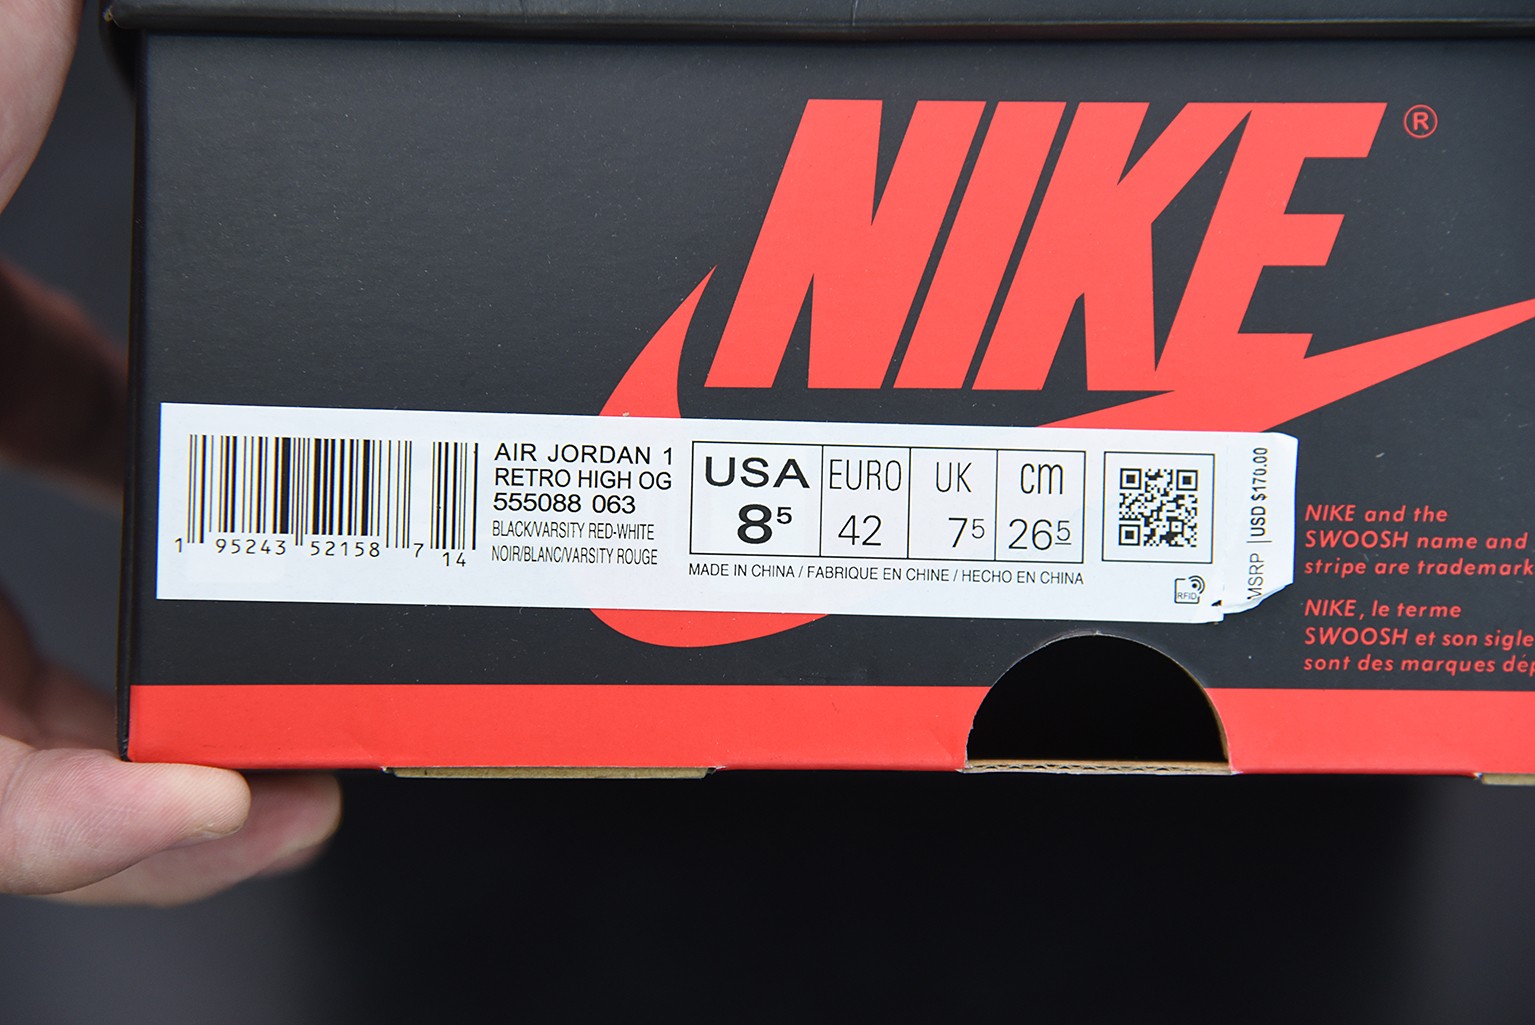 NIKE ®
AIR JORDAN 1
RETRO HIGH OG
555088 063
BLACK/VARSITY RED-WHITE
NOIR/BLANC/VARSITY ROUGE
1 95243 52158 7 14
USA EURO UK cm
8⁵ 42 7⁵ 26⁵
MADE IN CHINA / FABRIQUE EN CHINE / HECHO EN CHINA
RFID
MSRP USD $170.00
NIKE and the
SWOOSH name and
stripe are trademark
NIKE, le terme
SWOOSH et son sigle
sont des marques dép